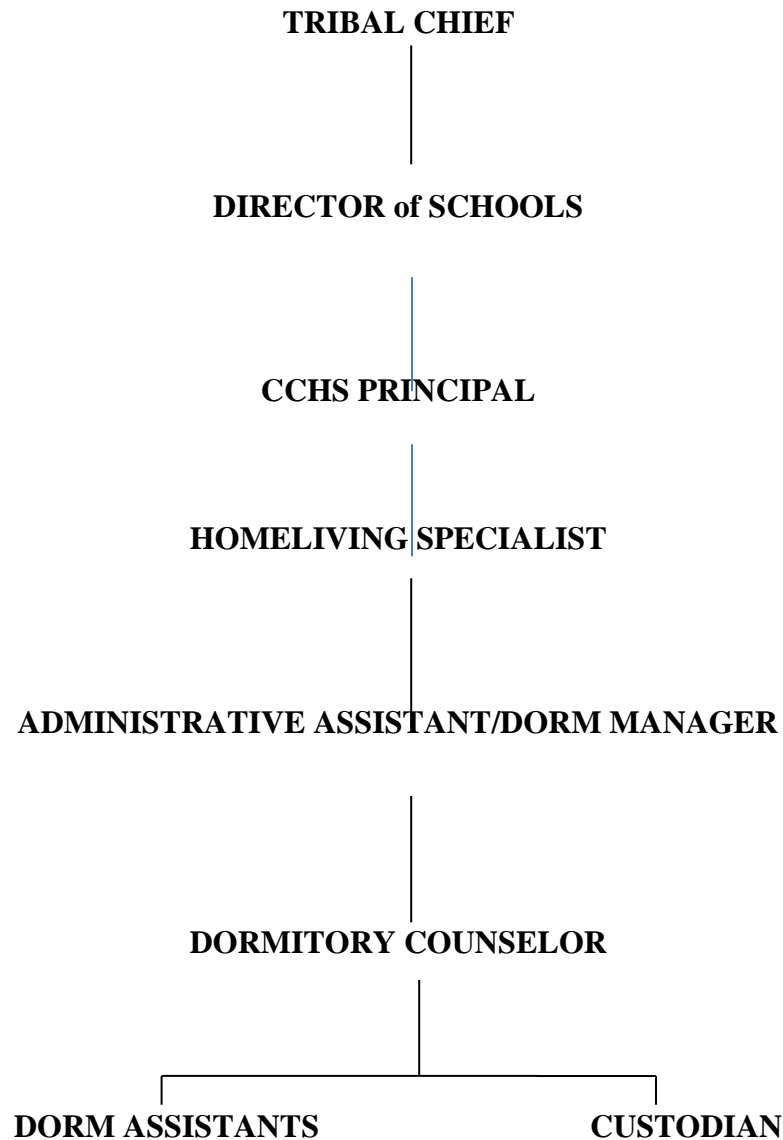 TRIBAL CHIEF
DIRECTOR of SCHOOLS
CCHS PRINCIPAL
HOMELIVING SPECIALIST
ADMINISTRATIVE ASSISTANT/DORM MANAGER
DORMITORY COUNSELOR
DORM ASSISTANTS CUSTODIAN